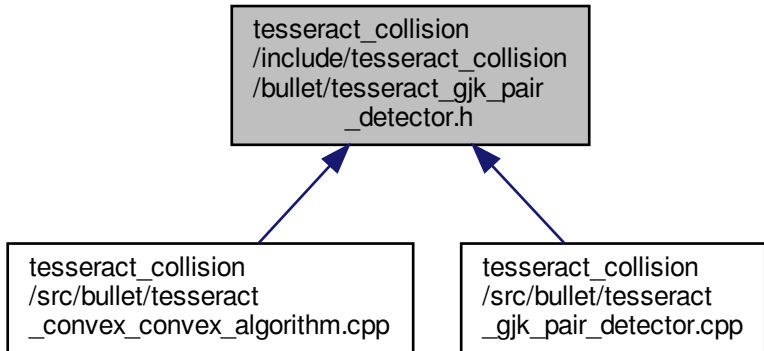 tesseract_collision
/include/tesseract_collision
/bullet/tesseract_gjk_pair
_detector.h
tesseract_collision
/src/bullet/tesseract
_convex_convex_algorithm.cpp
tesseract_collision
/src/bullet/tesseract
_gjk_pair_detector.cpp